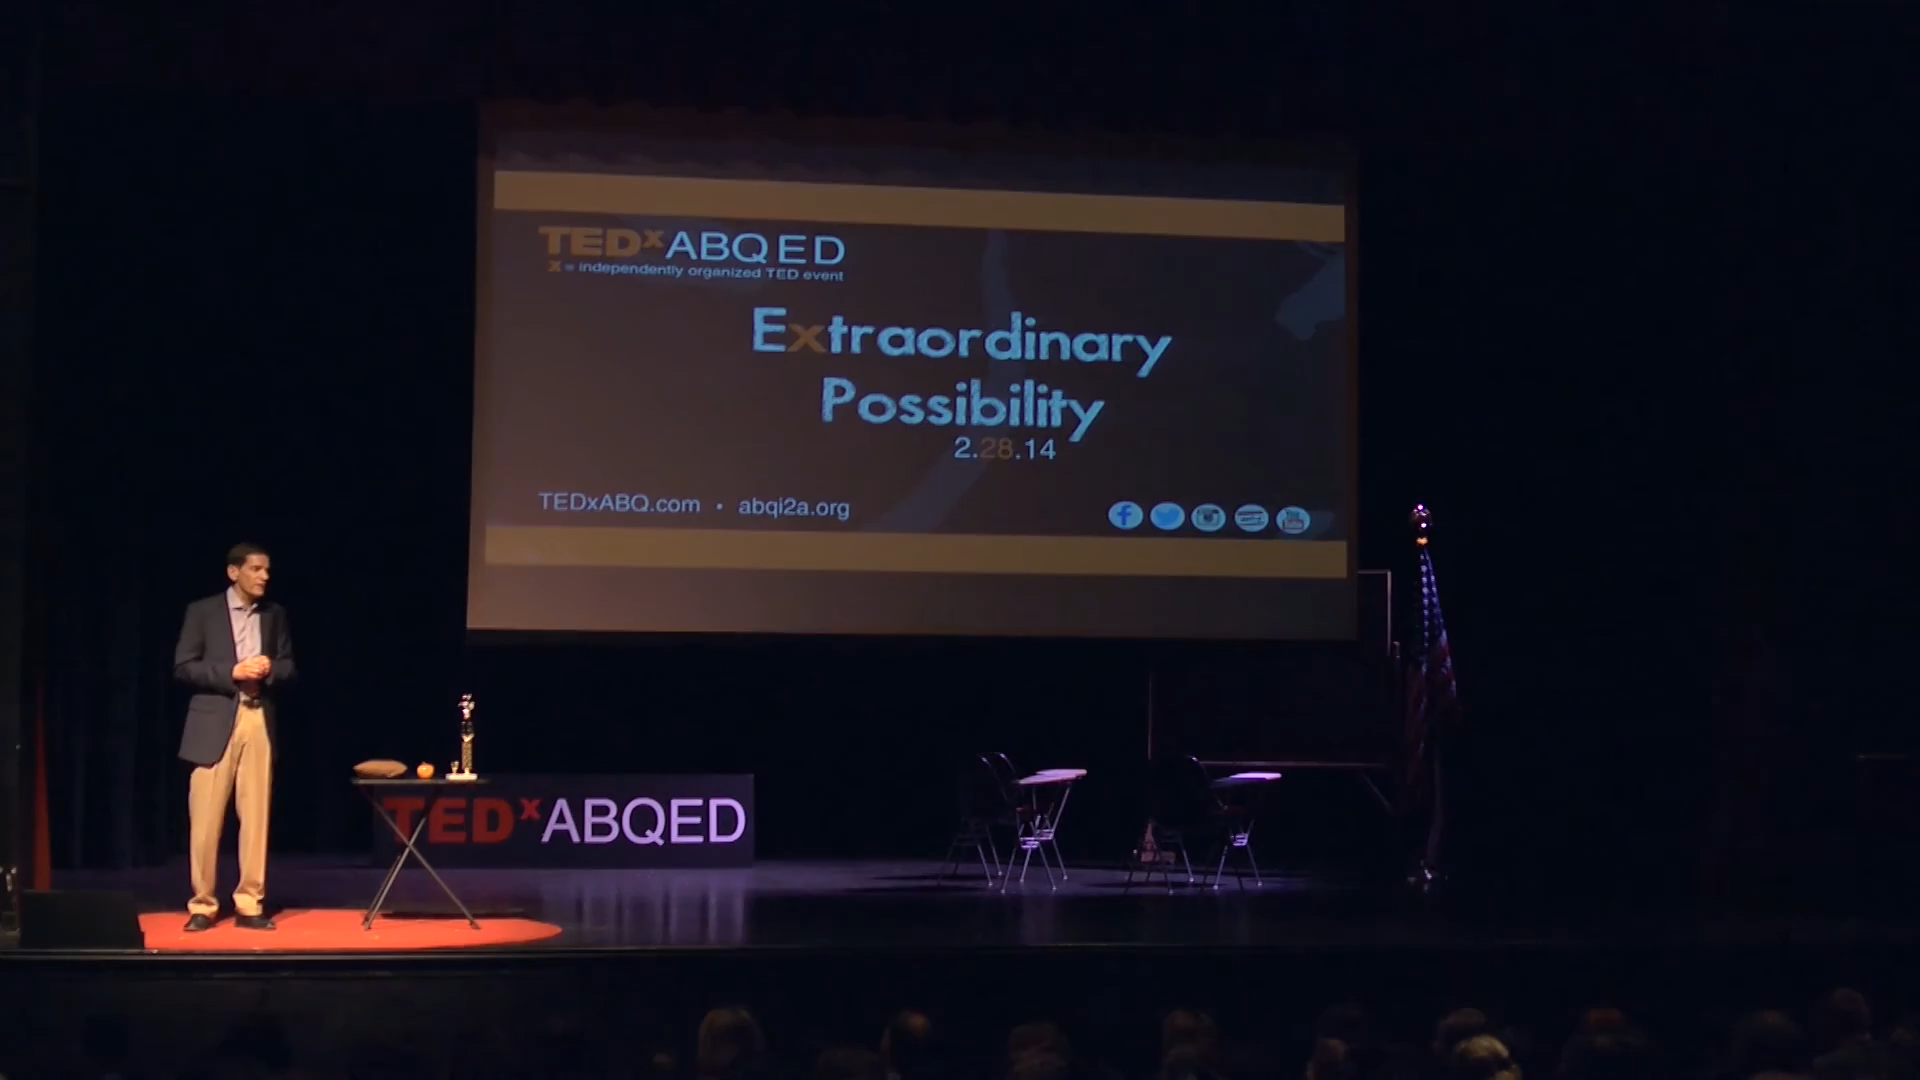 TEDxABQED
x = independently organized TED event
Extraordinary
Possibility
2.28.14
TEDxABQ.com • abqi2a.org
TEDxABQED